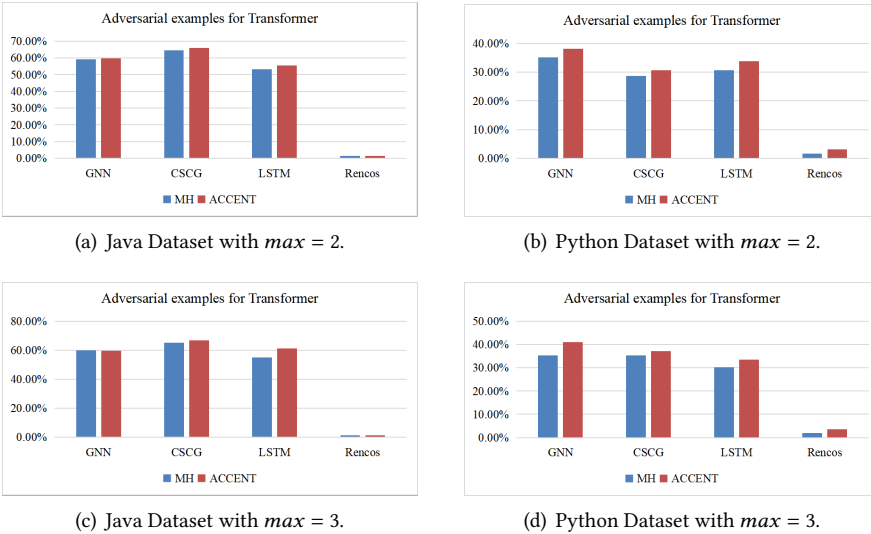 Adversarial examples for Transformer
70.00%
60.00%
50.00%
40.00%
30.00%
20.00%
10.00%
0.00%
GNN CSCG LSTM Rencos
MH ACCENT
(a) Java Dataset with max = 2.
Adversarial examples for Transformer
40.00%
30.00%
20.00%
10.00%
0.00%
GNN CSCG LSTM Rencos
MH ACCENT
(b) Python Dataset with max = 2.
Adversarial examples for Transformer
80.00%
60.00%
40.00%
20.00%
0.00%
GNN CSCG LSTM Rencos
MH ACCENT
(c) Java Dataset with max = 3.
Adversarial examples for Transformer
50.00%
40.00%
30.00%
20.00%
10.00%
0.00%
GNN CSCG LSTM Rencos
MH ACCENT
(d) Python Dataset with max = 3.